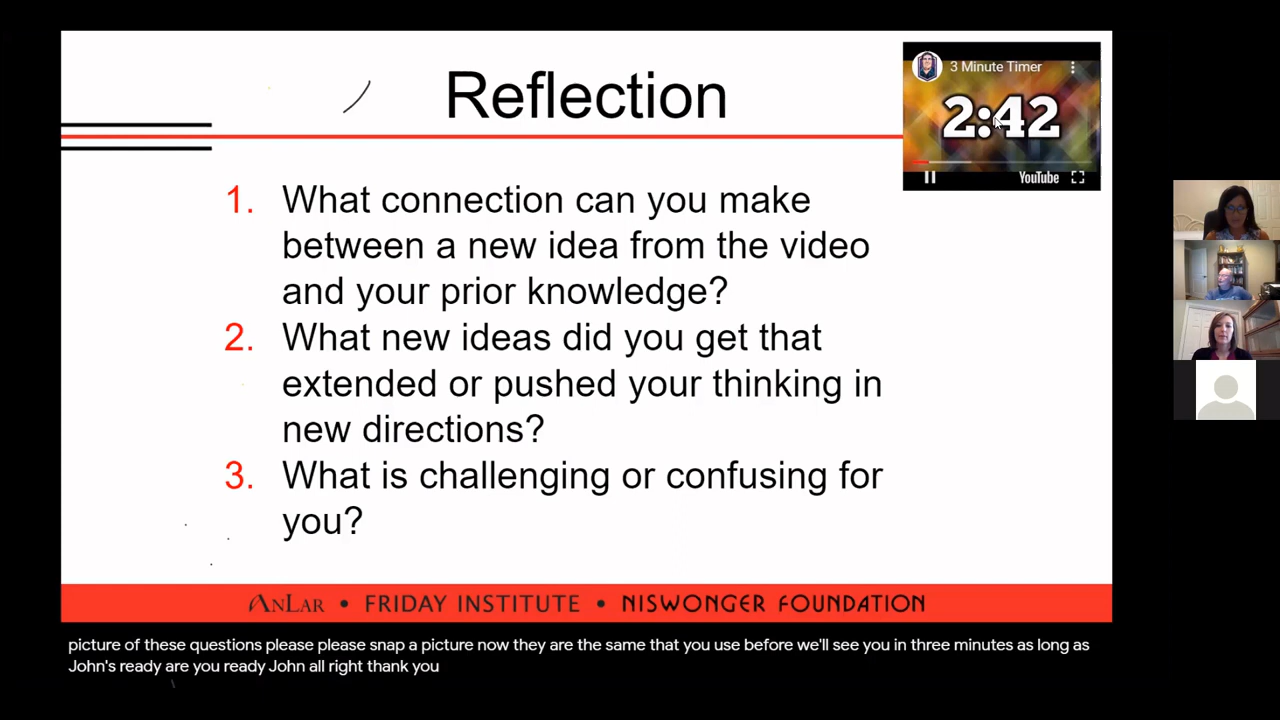 Reflection
3 Minute Timer
2:42
YouTube
1. What connection can you make
between a new idea from the video
and your prior knowledge?
2. What new ideas did you get that
extended or pushed your thinking in
new directions?
3. What is challenging or confusing for
you?
ANLAR • FRIDAY INSTITUTE • NISWONGER FOUNDATION
picture of these questions please please snap a picture now they are the same that you use before we'll see you in three minutes as long as
John's ready are you ready John all right thank you